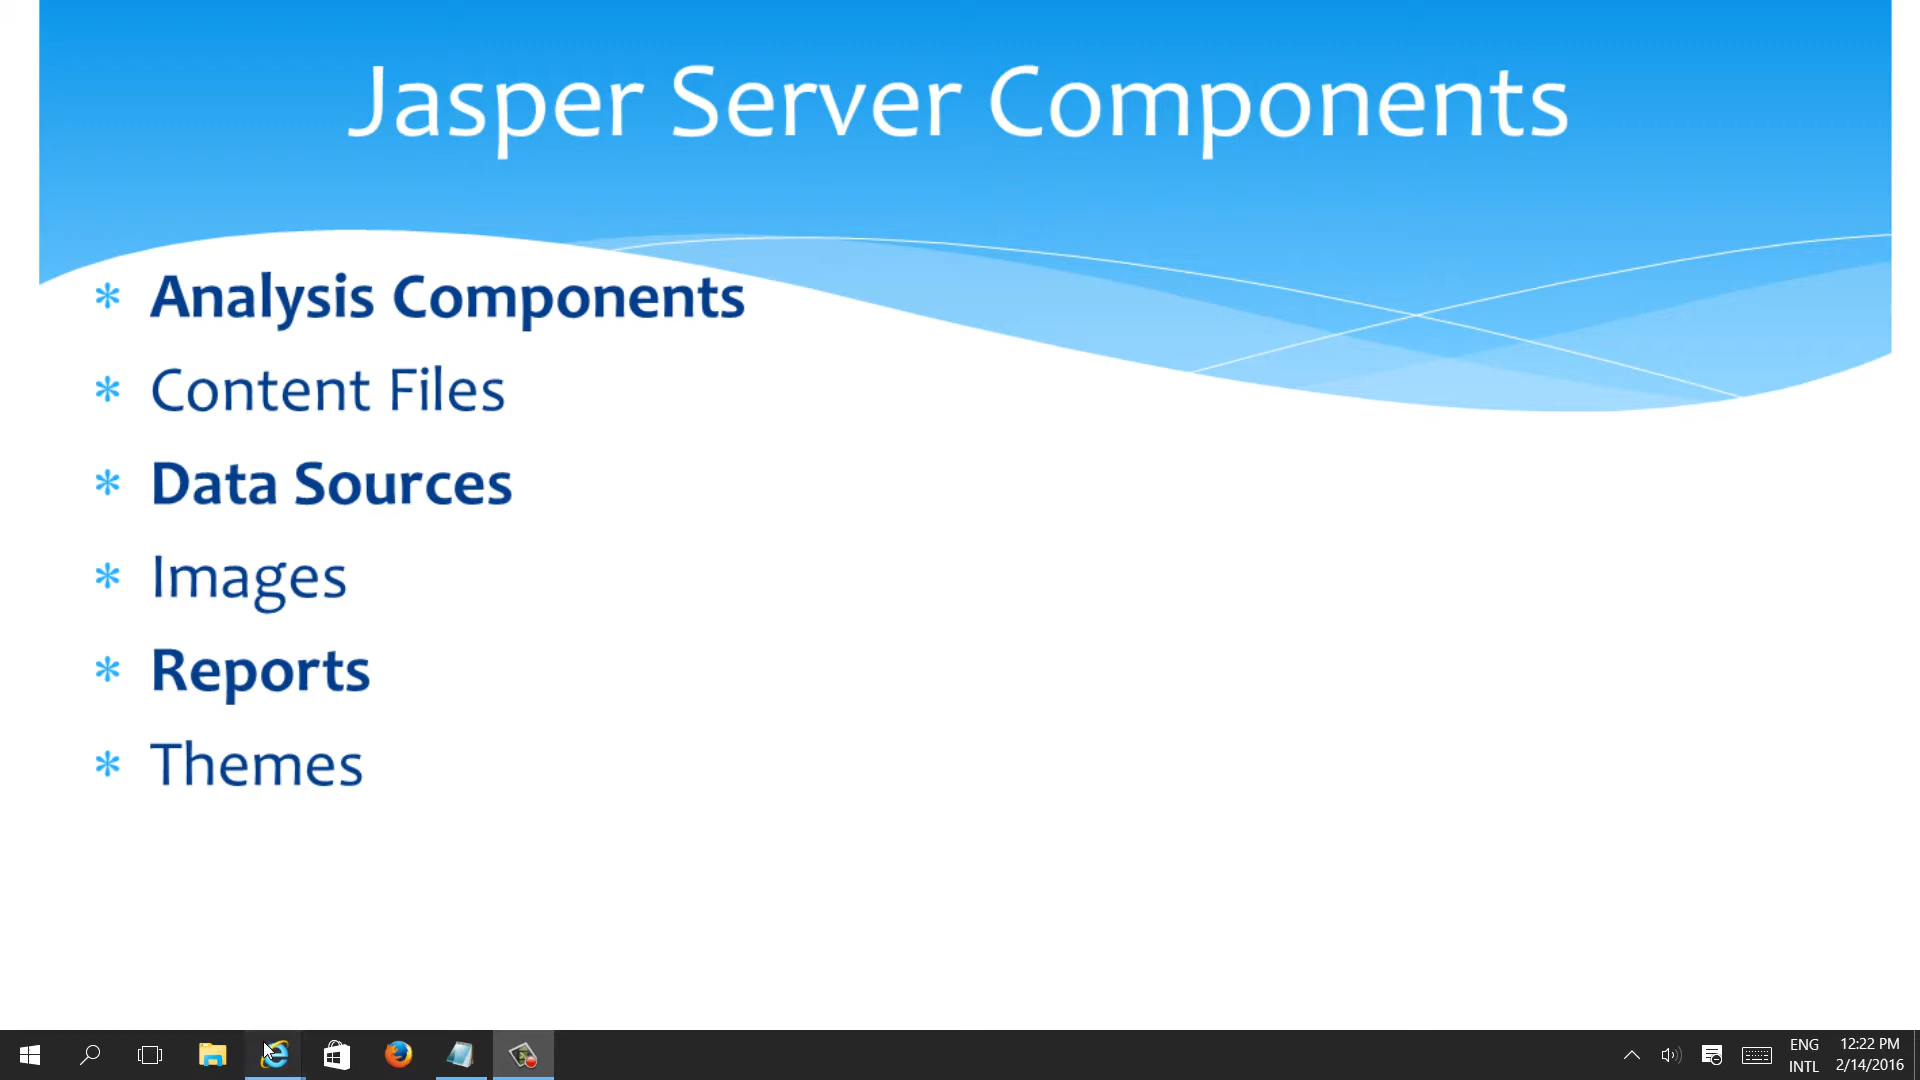 Jasper Server Components
* Analysis Components
* Content Files
* Data Sources
* Images
* Reports
* Themes
ENG
INTL
12:22 PM
2/14/2016